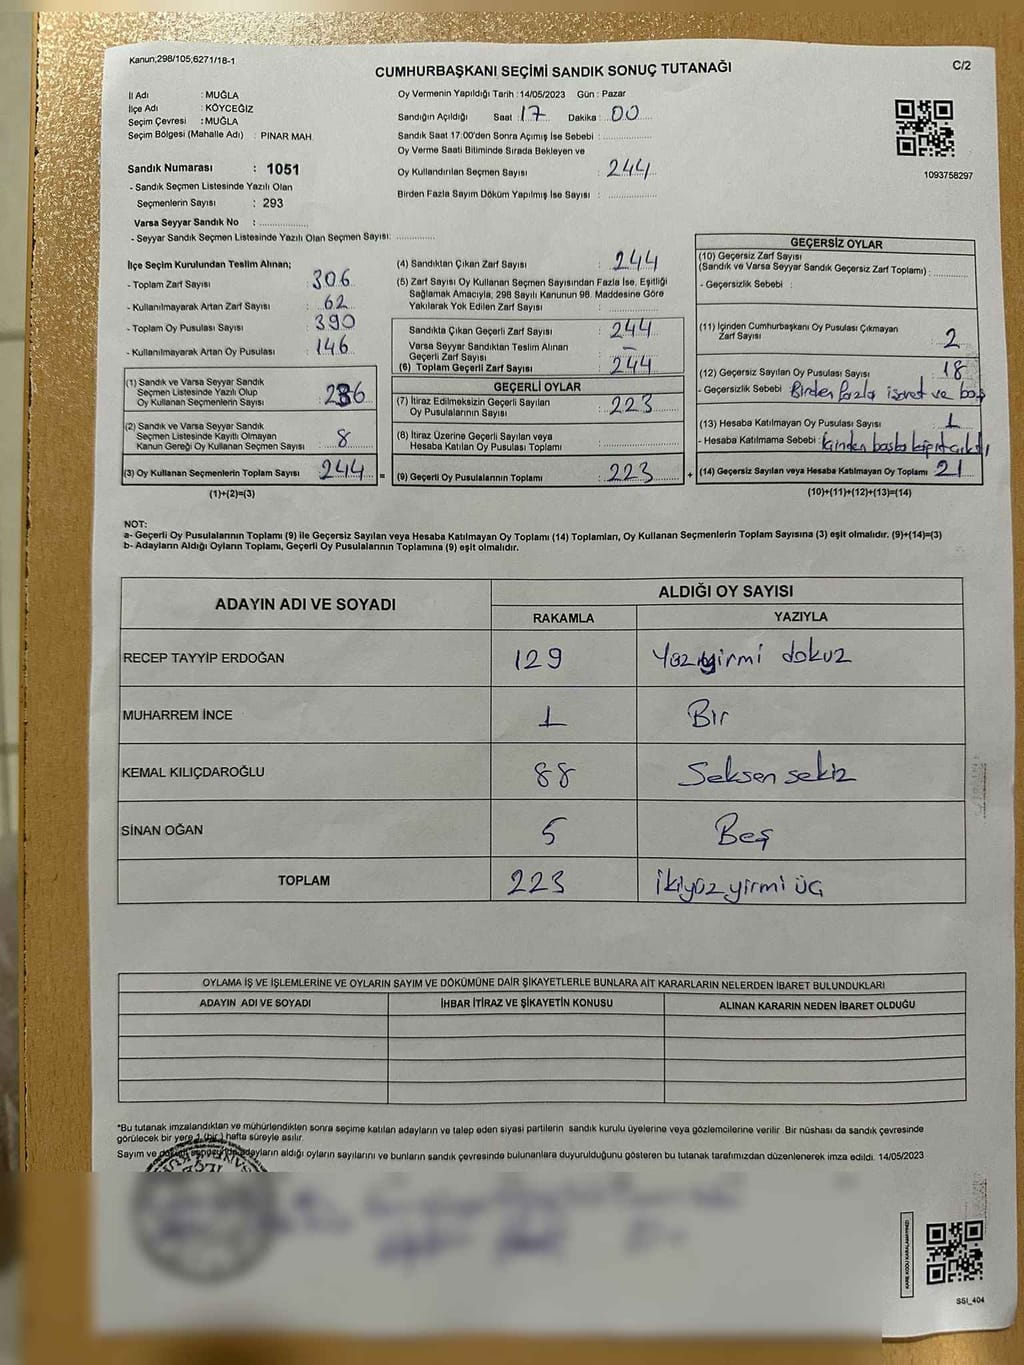 Kanun,298/105,6271/18-1
C/2
CUMHURBAŞKANI SEÇİMİ SANDIK SONUÇ TUTANAĞI
İl Adı : MUĞLA
İlçe Adı : KÖYCEĞİZ
Seçim Çevresi : MUĞLA
Seçim Bölgesi (Mahalle Adı) : PINAR MAH.
Sandık Numarası : 1051
- Sandık Seçmen Listesinde Yazılı Olan
Seçmenlerin Sayısı : 293
Varsa Seyyar Sandık No : ..............
- Seyyar Sandık Seçmen Listesinde Yazılı Olan Seçmen Sayısı: ............
Oy Vermenin Yapıldığı Tarih : 14/05/2023 Gün : Pazar
Sandığın Açıldığı Saat : 17 Dakika : 00
Sandık Saat 17:00'den Sonra Açımış İse Sebebi : ..............
Oy Verme Saati Bitiminde Sırada Bekleyen ve
Oy Kullandırılan Seçmen Sayısı : 244
Birden Fazla Sayım Döküm Yapılmış İse Sayısı : ..............
1093758297
İlçe Seçim Kurulundan Teslim Alınan;
- Toplam Zarf Sayısı : 306
- Kullanılmayarak Artan Zarf Sayısı : 62
- Toplam Oy Pusulası Sayısı : 390
- Kullanılmayarak Artan Oy Pusulası : 146
(1) Sandık ve Varsa Seyyar Sandık
Seçmen Listesinde Yazılı Olup
Oy Kullanan Seçmenlerin Sayısı : 236
(2) Sandık ve Varsa Seyyar Sandık
Seçmen Listesinde Kayıtlı Olmayan
Kanun Gereği Oy Kullanan Seçmen Sayısı : 8
(3) Oy Kullanan Seçmenlerin Toplam Sayısı : 244
(1)+(2)=(3)
=
(4) Sandıktan Çıkan Zarf Sayısı : 244
(5) Zarf Sayısı Oy Kullanan Seçmen Sayısından Fazla İse, Eşitliği
Sağlamak Amacıyla, 298 Sayılı Kanunun 98. Maddesine Göre
Yakılarak Yok Edilen Zarf Sayısı : ..............
Sandıkta Çıkan Geçerli Zarf Sayısı : 244
Varsa Seyyar Sandıktan Teslim Alınan
Geçerli Zarf Sayısı : –
(6) Toplam Geçerli Zarf Sayısı : 244
GEÇERLİ OYLAR
(7) İtiraz Edilmeksizin Geçerli Sayılan
Oy Pusulalarının Sayısı : 223
(8) İtiraz Üzerine Geçerli Sayılan veya
Hesaba Katılan Oy Pusulası Toplamı : ..............
(9) Geçerli Oy Pusulalarının Toplamı : 223
+
GEÇERSİZ OYLAR
(10) Geçersiz Zarf Sayısı
(Sandık ve Varsa Seyyar Sandık Geçersiz Zarf Toplamı) : ..........
- Geçersizlik Sebebi :
(11) İçinden Cumhurbaşkanı Oy Pusulası Çıkmayan
Zarf Sayısı : 2
(12) Geçersiz Sayılan Oy Pusulası Sayısı : 18
- Geçersizlik Sebebi : Birden fazla işaret ve boş
(13) Hesaba Katılmayan Oy Pusulası Sayısı : 1
- Hesaba Katılmama Sebebi : içinden başka
(14) Geçersiz Sayılan veya Hesaba Katılmayan Oy Toplamı : 21
(10)+(11)+(12)+(13)=(14)
NOT:
a- Geçerli Oy Pusulalarının Toplamı (9) ile Geçersiz Sayılan veya Hesaba Katılmayan Oy Toplamı (14) Toplamları, Oy Kullanan Seçmenlerin Toplam Sayısına (3) eşit olmalıdır. (9)+(14)=(3)
b- Adayların Aldığı Oyların Toplamı, Geçerli Oy Pusulalarının Toplamına (9) eşit olmalıdır.
ADAYIN ADI VE SOYADI ALDIĞI OY SAYISI
RAKAMLA YAZIYLA
RECEP TAYYİP ERDOĞAN 129 Yüzyirmi dokuz
MUHARREM İNCE 1 Bir
KEMAL KILIÇDAROĞLU 88 Seksen sekiz
SİNAN OĞAN 5 Beş
TOPLAM 223 ikiyüz yirmi üç
OYLAMA İŞ VE İŞLEMLERİNE VE OYLARIN SAYIM VE DÖKÜMÜNE DAİR ŞİKAYETLERLE BUNLARA AİT KARARLARIN NELERDEN İBARET BULUNDUKLARI
ADAYIN ADI VE SOYADI İHBAR İTİRAZ VE ŞİKAYETİN KONUSU ALINAN KARARIN NEDEN İBARET OLDUĞU
*Bu tutanak imzalandıktan ve mühürlendikten sonra seçime katılan adayların ve talep eden siyasi partilerin sandık kurulu üyelerine veya gözlemcilerine verilir. Bir nüshası da sandık çevresinde
görülecek bir yere 1 (bir) hafta süreyle asılır.
Sayım ve döküm sonucunda adayların aldığı oyların sayılarını ve bunların sandık çevresinde bulunanlara duyurulduğunu gösteren bu tutanak tarafımızdan düzenlenerek imza edildi. 14/05/2023
KARE KODU KARALAMAYINIZ!
SSI_404